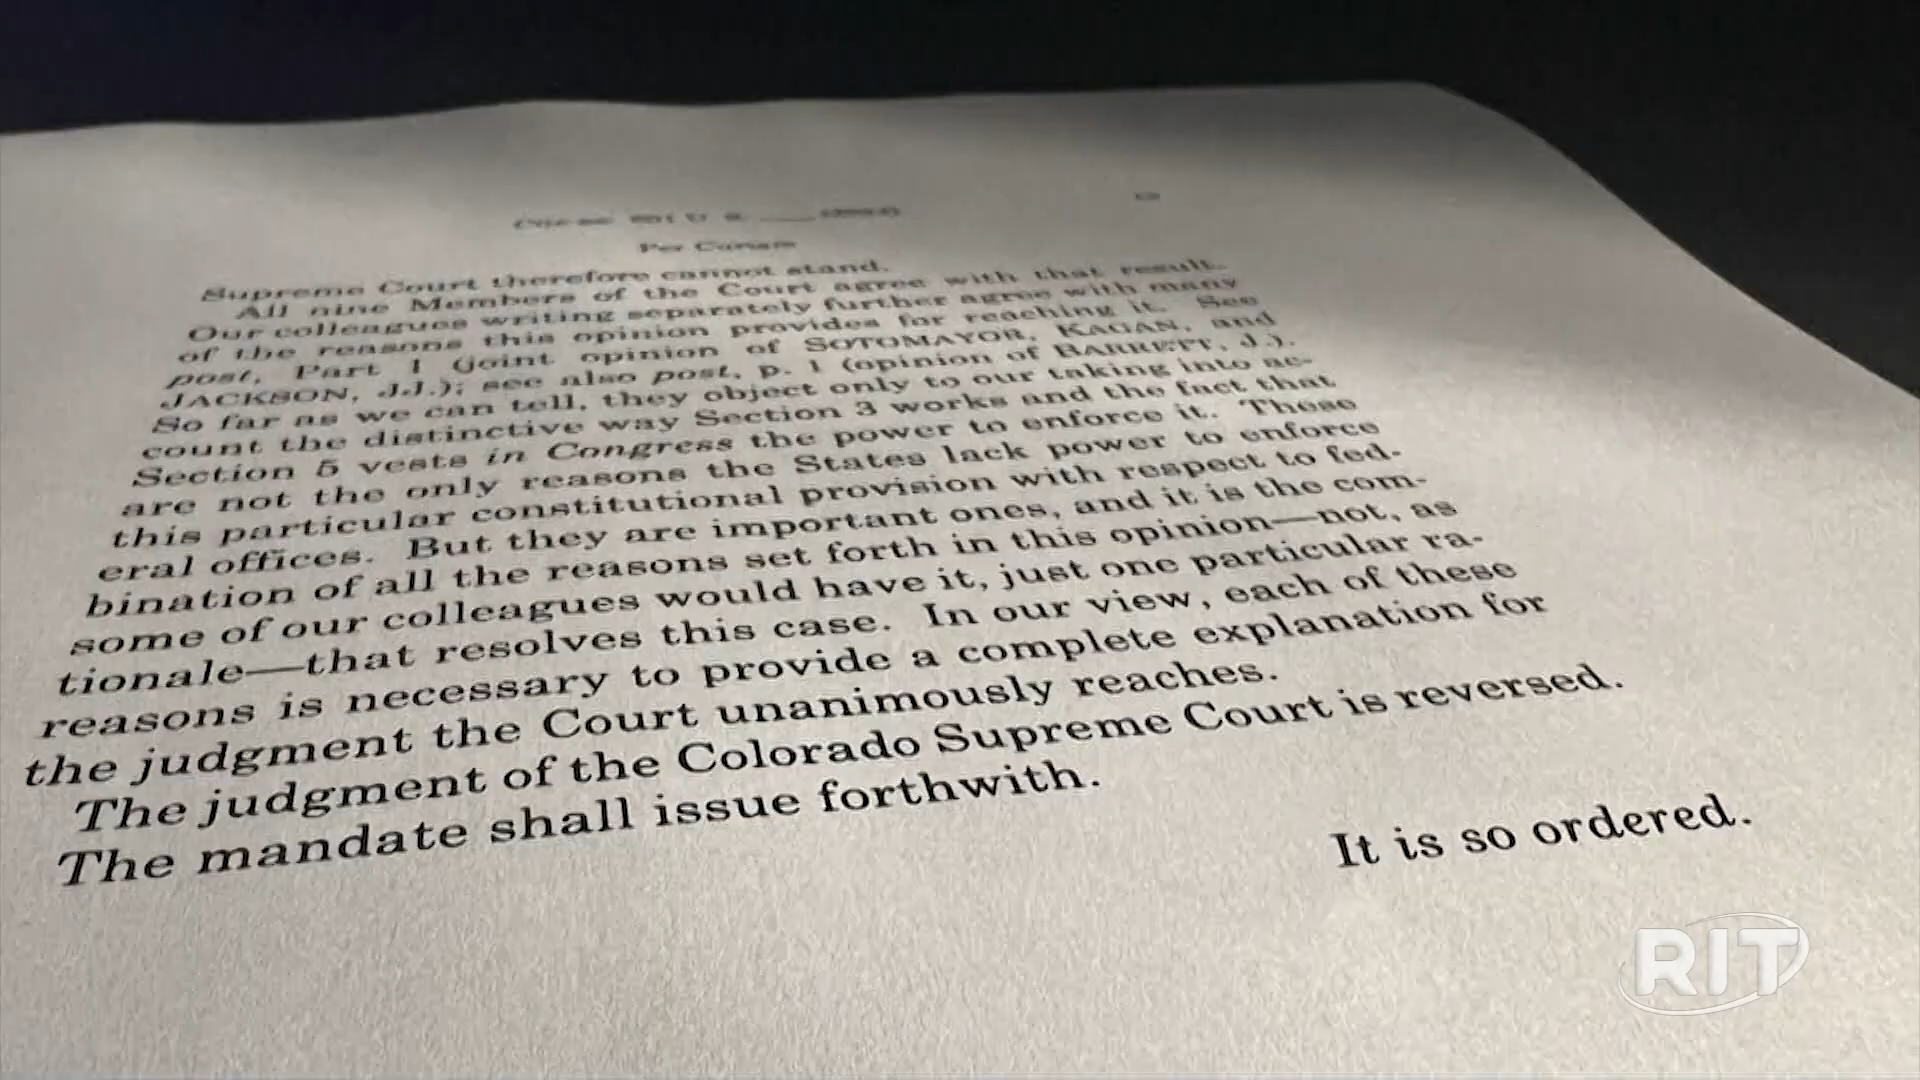 Cite as: 601 U. S. ____ (2024)
Per Curiam
Supreme Court therefore cannot stand.
All nine Members of the Court agree with that result.
Our colleagues writing separately further agree with many
of the reasons this opinion provides for reaching it. See
post, Part I (joint opinion of SOTOMAYOR, KAGAN, and
JACKSON, JJ.); see also post, p. 1 (opinion of BARRETT, J.).
So far as we can tell, they object only to our taking into ac-
count the distinctive way Section 3 works and the fact that
Section 5 vests in Congress the power to enforce it. These
are not the only reasons the States lack power to enforce
this particular constitutional provision with respect to fed-
eral offices. But they are important ones, and it is the com-
bination of all the reasons set forth in this opinion—not, as
some of our colleagues would have it, just one particular ra-
tionale—that resolves this case. In our view, each of these
reasons is necessary to provide a complete explanation for
the judgment the Court unanimously reaches.
The judgment of the Colorado Supreme Court is reversed.
The mandate shall issue forthwith.
It is so ordered.
RIT